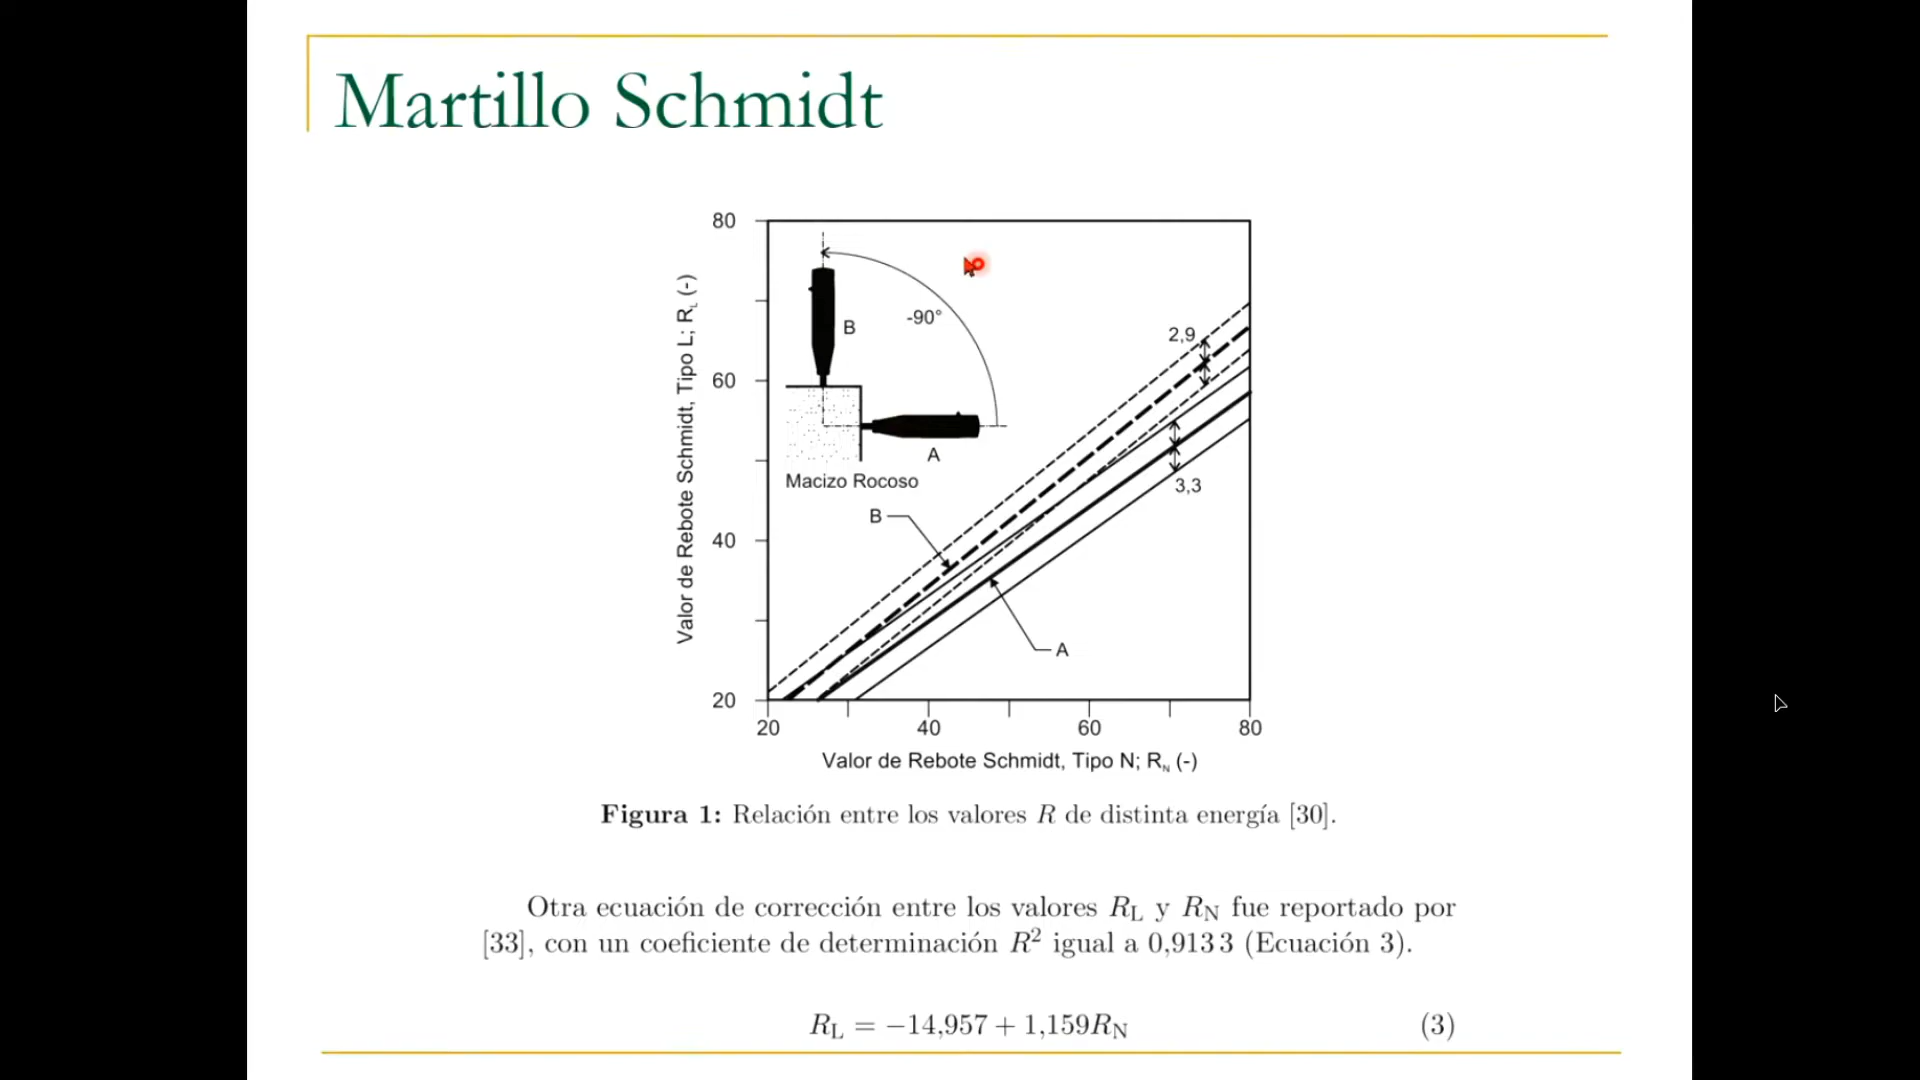 Martillo Schmidt
80
60
40
20
Valor de Rebote Schmidt, Tipo L; R_L (-)
-90°
B
A
Macizo Rocoso
B
A
2,9
3,3
20 40 60 80
Valor de Rebote Schmidt, Tipo N; R_N (-)
Figura 1: Relación entre los valores R de distinta energía [30].
Otra ecuación de corrección entre los valores R_L y R_N fue reportado por
[33], con un coeficiente de determinación R² igual a 0,913 3 (Ecuación 3).
R_L = −14,957 + 1,159R_N (3)